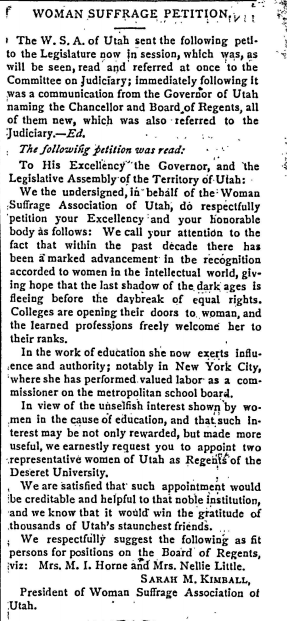 WOMAN SUFFRAGE PETITION.
The W. S. A. of Utah sent the following peti-
to the Legislature now in session, which was, as
will be seen, read and referred at once to the
Committee on Judiciary; immediately following it
was a communication from the Governor of Utah
naming the Chancellor and Board of Regents, all
of them new, which was also referred to the
Judiciary.—Ed.
The following petition was read:
To His Excellency the Governor, and the
Legislative Assembly of the Territory of Utah:
We the undersigned, in behalf of the Woman
Suffrage Association of Utah, do respectfully
petition your Excellency and your honorable
body as follows: We call your attention to the
fact that within the past decade there has
been a marked advancement in the recognition
accorded to women in the intellectual world, giv-
ing hope that the last shadow of the dark ages is
fleeing before the daybreak of equal rights.
Colleges are opening their doors to woman, and
the learned professions freely welcome her to
their ranks.
In the work of education she now exerts influ-
ence and authority; notably in New York City,
where she has performed valued labor as a com-
missioner on the metropolitan school board.
In view of the unselfish interest shown by wo-
men in the cause of education, and that such in-
terest may be not only rewarded, but made more
useful, we earnestly request you to appoint two
representative women of Utah as Regents of the
Deseret University.
We are satisfied that such appointment would
be creditable and helpful to that noble institution,
and we know that it would win the gratitude of
thousands of Utah's staunchest friends.
We respectfully suggest the following as fit
persons for positions on the Board of Regents,
viz: Mrs. M. I. Horne and Mrs. Nellie Little.
SARAH M. KIMBALL,
President of Woman Suffrage Association of
Utah.